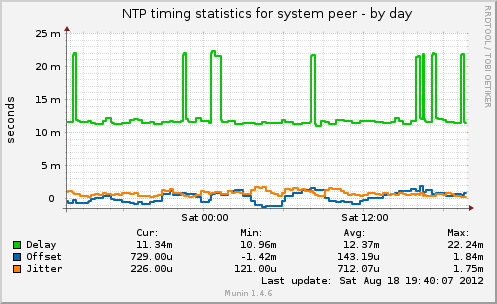 NTP timing statistics for system peer - by day
RRDTOOL / TOBI OETIKER
seconds
25 m
20 m
15 m
10 m
5 m
0
Sat 00:00 Sat 12:00
Cur: Min: Avg: Max:
Delay 11.34m 10.96m 12.37m 22.24m
Offset 729.00u -1.42m 143.19u 1.84m
Jitter 226.00u 121.00u 712.07u 1.75m
Last update: Sat Aug 18 19:40:07 2012
Munin 1.4.6